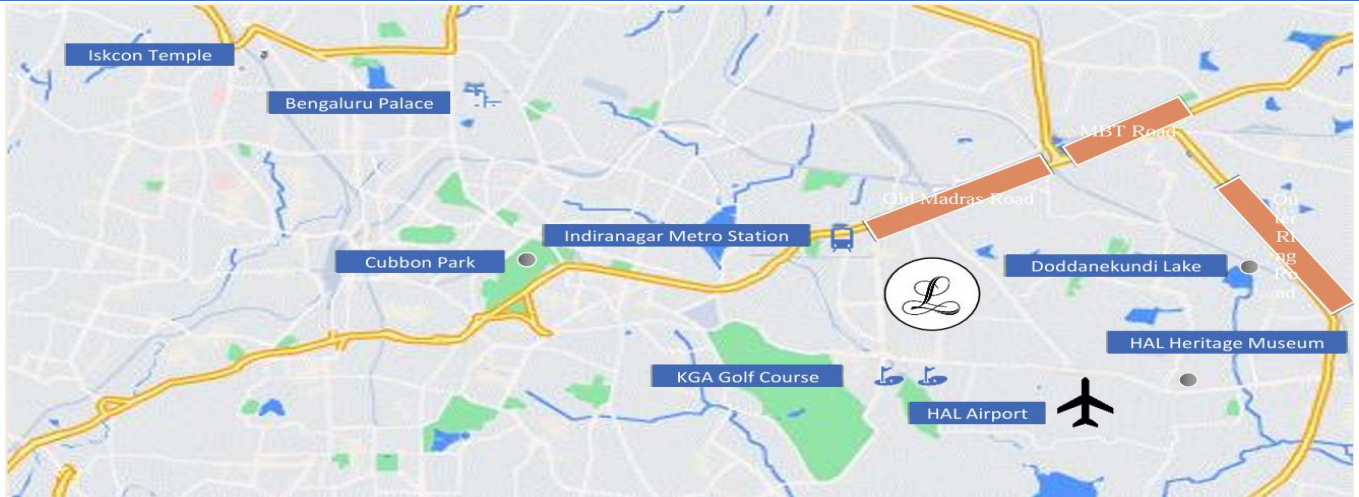 Iskcon Temple
Bengaluru Palace
MBT Road
Old Madras Road
Indiranagar Metro Station
Cubbon Park
Doddanekundi Lake
Ou
ter
Ri
ng
Ro
ad
L
HAL Heritage Museum
KGA Golf Course
HAL Airport